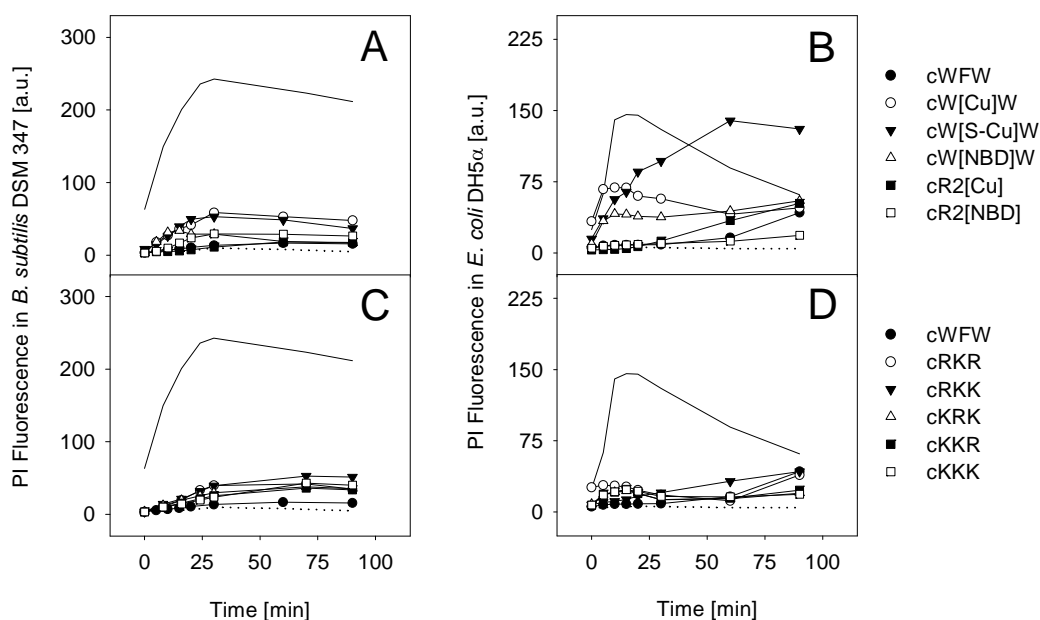 PI Fluorescence in B. subtilis DSM 347 [a.u.]
300
200
100
0
A
PI Fluorescence in E. coli DH5α [a.u.]
225
150
75
0
B
cWFW
cW[Cu]W
cW[S-Cu]W
cW[NBD]W
cR2[Cu]
cR2[NBD]
300
200
100
0
C
225
150
75
0
D
cWFW
cRKR
cRKK
cKRK
cKKR
cKKK
0 25 50 75 100
0 25 50 75 100
Time [min]
Time [min]